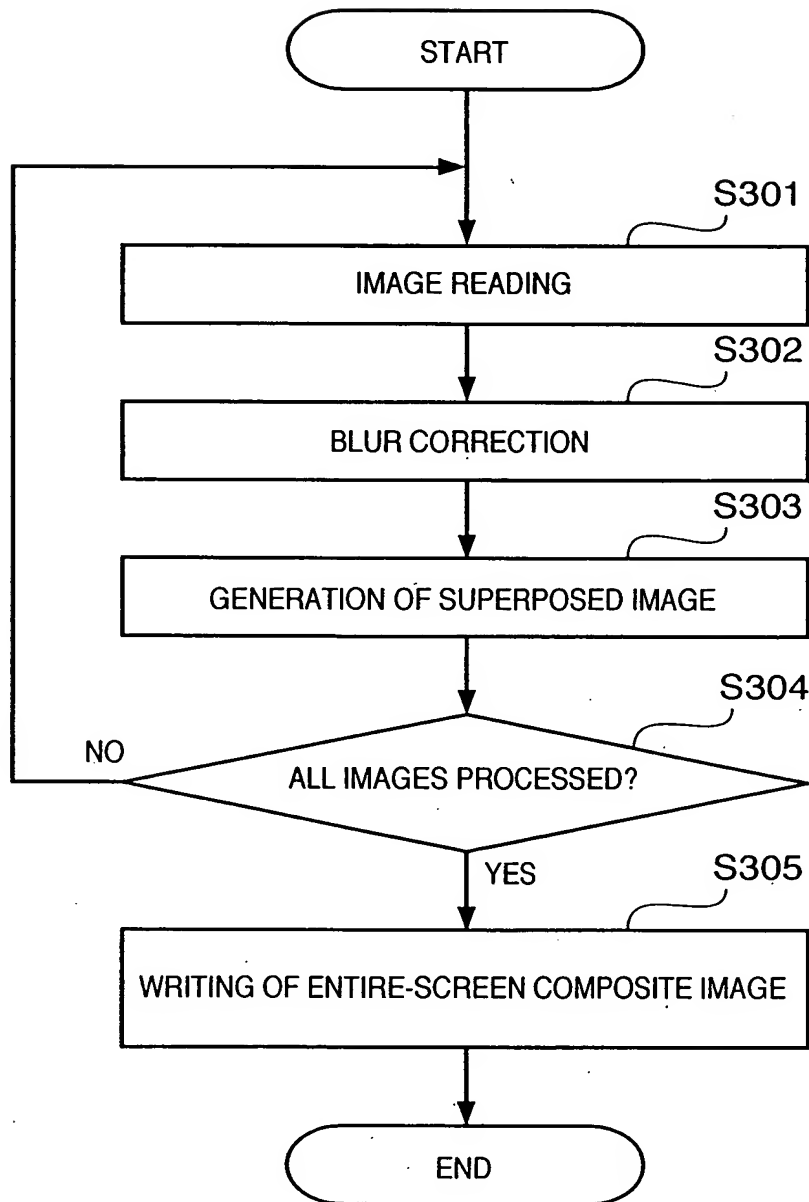 START
S301
IMAGE READING
S302
BLUR CORRECTION
S303
GENERATION OF SUPERPOSED IMAGE
S304
NO
ALL IMAGES PROCESSED?
YES
S305
WRITING OF ENTIRE-SCREEN COMPOSITE IMAGE
END